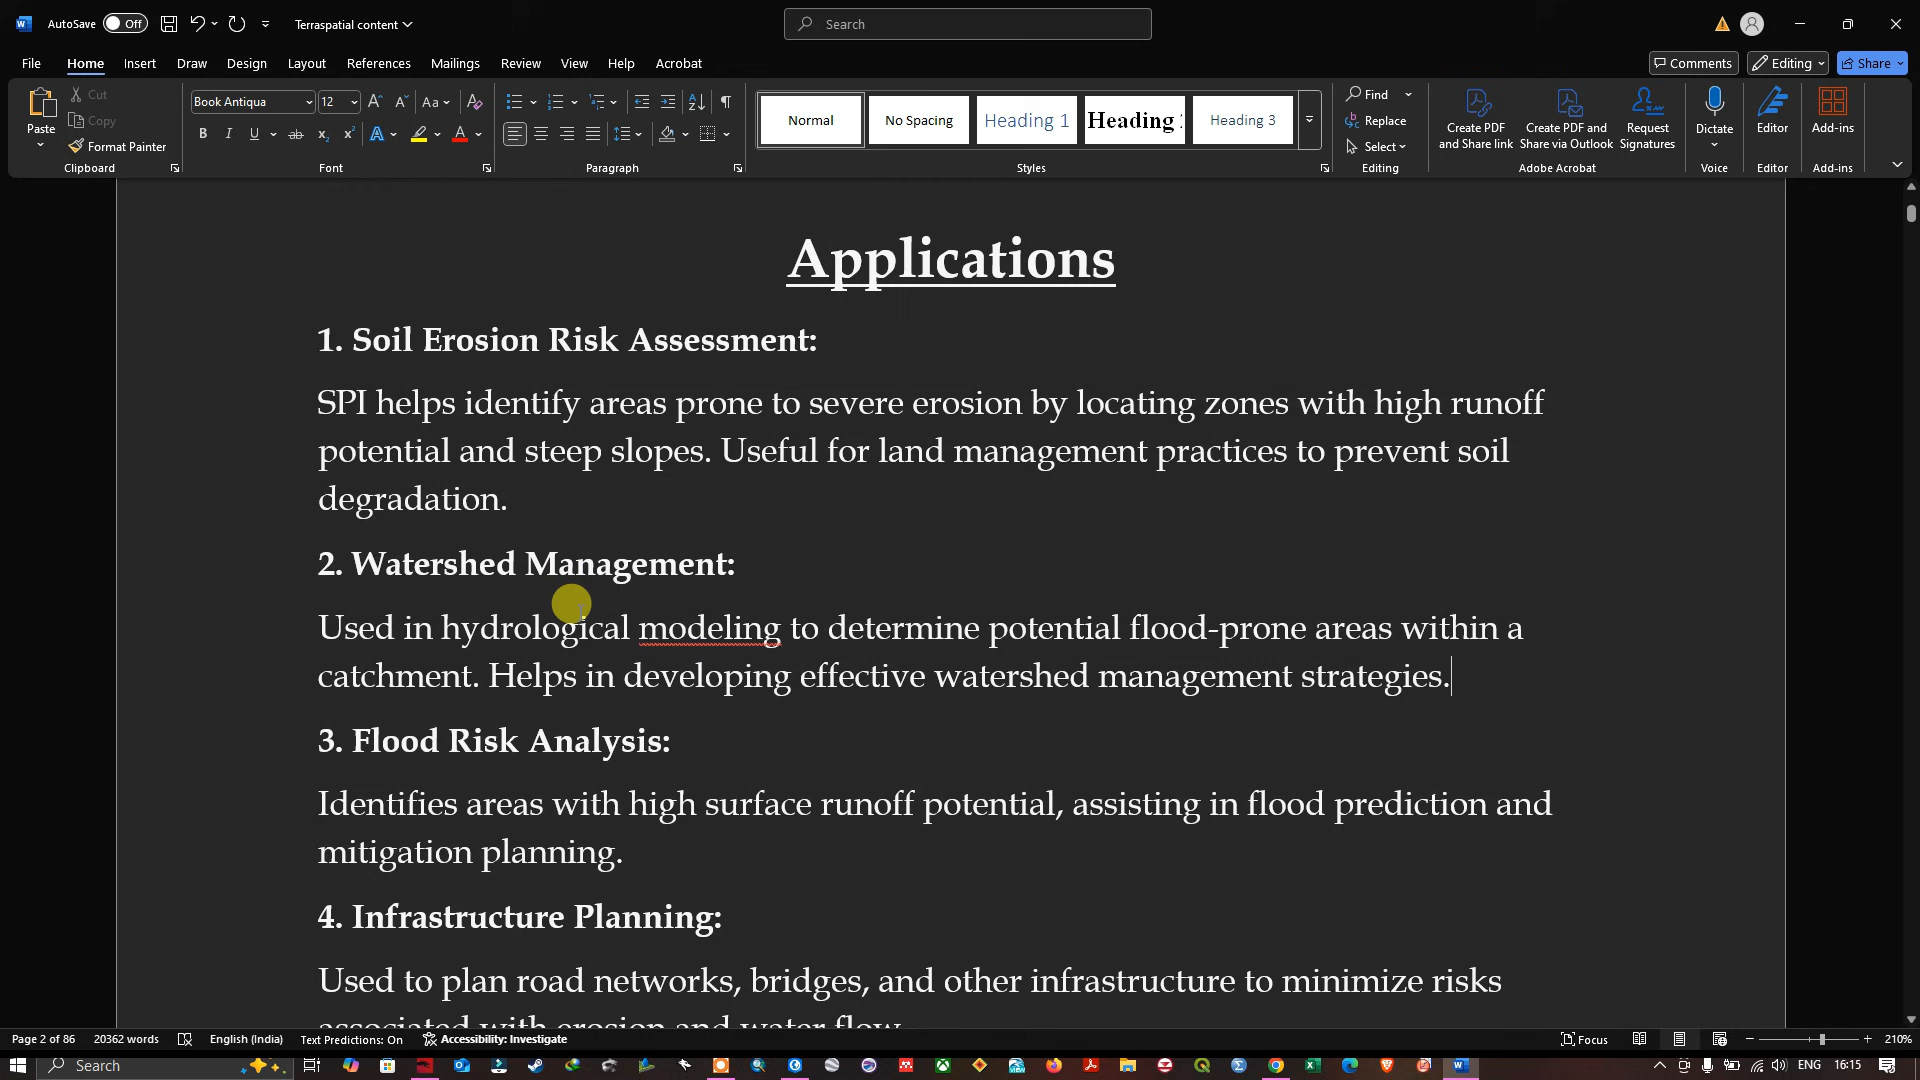 AutoSave Off Terraspatial content Search
File Home Insert Draw Design Layout References Mailings Review View Help Acrobat Comments Editing Share
Paste Cut Copy Format Painter Clipboard
Book Antiqua 12 Font
Paragraph
Normal No Spacing Heading 1 Heading Heading 3 Styles
Find Replace Select Editing
Create PDF and Share link Create PDF and Share via Outlook Request Signatures Adobe Acrobat
Dictate Voice
Editor Editor
Add-ins Add-ins
Applications
1. Soil Erosion Risk Assessment:
SPI helps identify areas prone to severe erosion by locating zones with high runoff
potential and steep slopes. Useful for land management practices to prevent soil
degradation.
2. Watershed Management:
Used in hydrological modeling to determine potential flood-prone areas within a
catchment. Helps in developing effective watershed management strategies.
3. Flood Risk Analysis:
Identifies areas with high surface runoff potential, assisting in flood prediction and
mitigation planning.
4. Infrastructure Planning:
Used to plan road networks, bridges, and other infrastructure to minimize risks
associated with erosion and water flow.
Page 2 of 86 20362 words English (India) Text Predictions: On Accessibility: Investigate Focus 210%
Search ENG 16:15